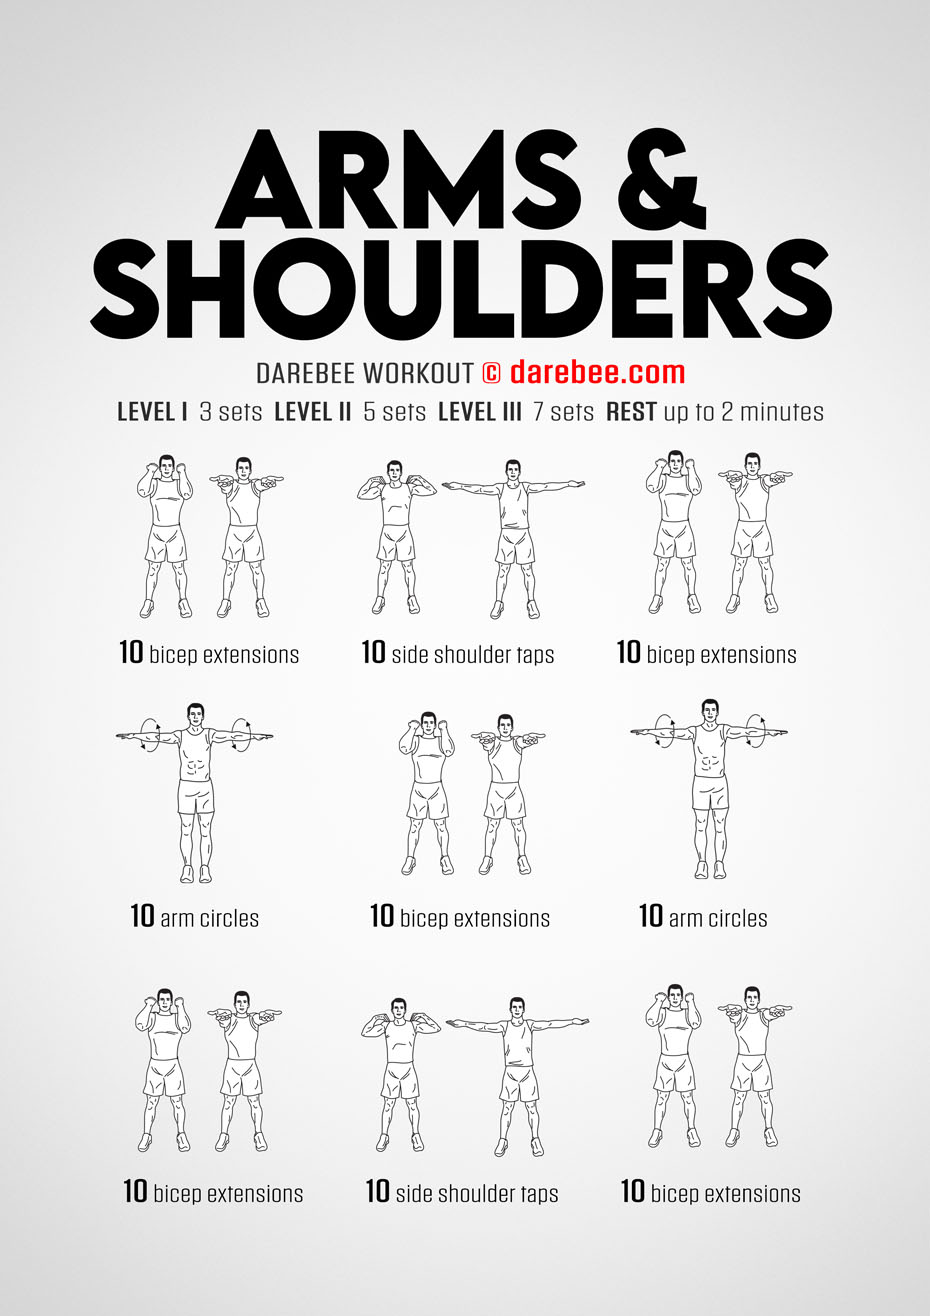 ARMS &
SHOULDERS
DAREBEE WORKOUT © darebee.com
LEVEL I 3 sets LEVEL II 5 sets LEVEL III 7 sets REST up to 2 minutes
10 bicep extensions
10 side shoulder taps
10 bicep extensions
10 arm circles
10 bicep extensions
10 arm circles
10 bicep extensions
10 side shoulder taps
10 bicep extensions